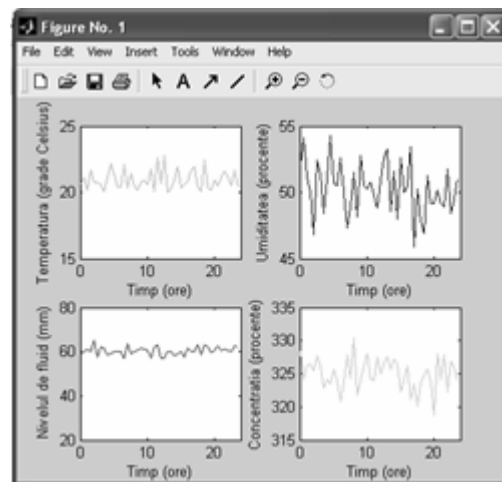 Figure No. 1
File Edit View Insert Tools Window Help
A
Temperatura (grade Celsius)
25
20
15
0 10 20
Timp (ore)
Umiditatea (procente)
55
50
45
0 10 20
Timp (ore)
Nivelul de fluid (mm)
80
60
40
20
0 10 20
Timp (ore)
Concentratia (procente)
335
330
325
320
315
0 10 20
Timp (ore)